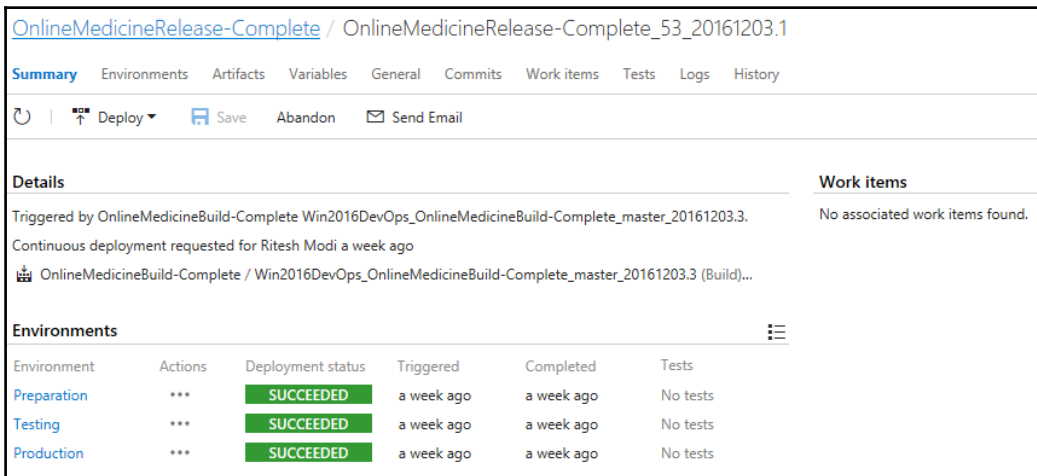 OnlineMedicineRelease-Complete / OnlineMedicineRelease-Complete_53_20161203.1
Summary Environments Artifacts Variables General Commits Work items Tests Logs History
Deploy Save Abandon Send Email
Details
Triggered by OnlineMedicineBuild-Complete Win2016DevOps_OnlineMedicineBuild-Complete_master_20161203.3.
Continuous deployment requested for Ritesh Modi a week ago
OnlineMedicineBuild-Complete / Win2016DevOps_OnlineMedicineBuild-Complete_master_20161203.3 (Build)...
Work items
No associated work items found.
Environments
Environment Actions Deployment status Triggered Completed Tests
Preparation ••• SUCCEEDED a week ago a week ago No tests
Testing ••• SUCCEEDED a week ago a week ago No tests
Production ••• SUCCEEDED a week ago a week ago No tests